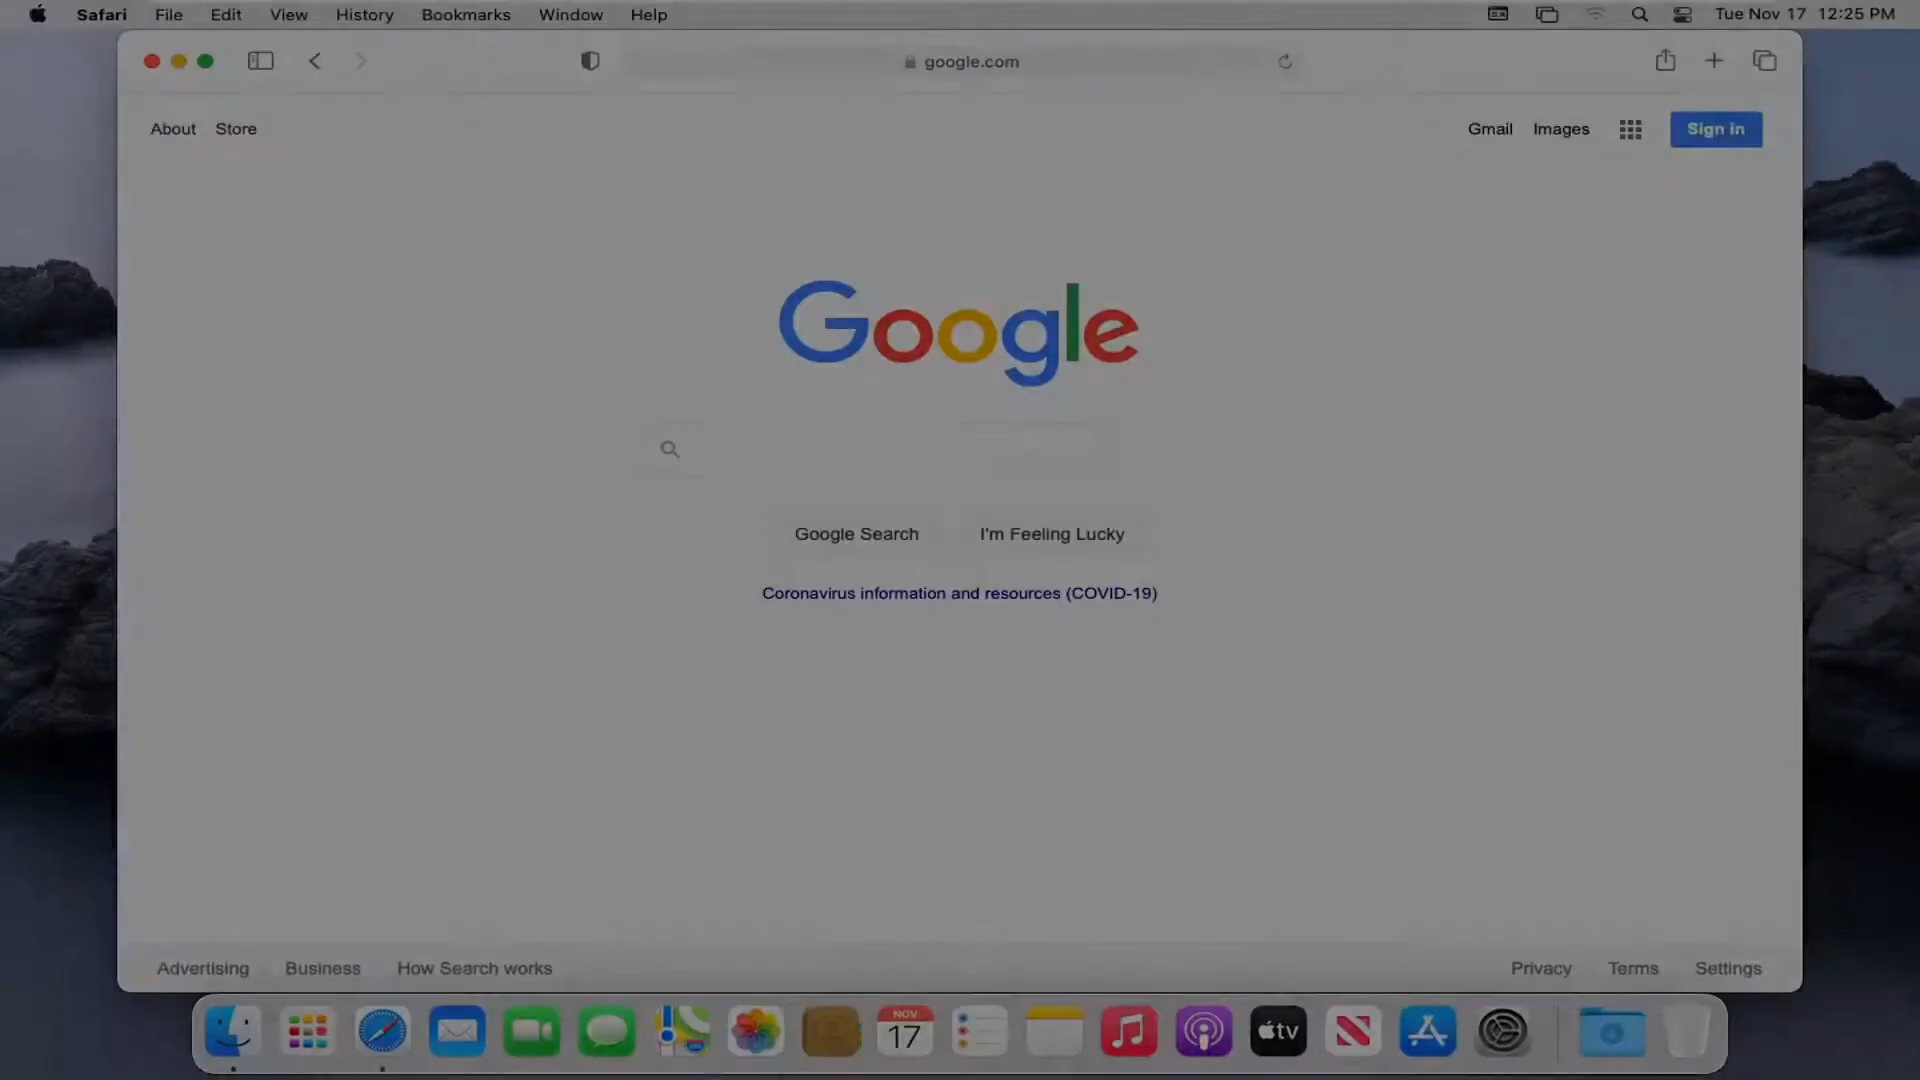 Safari File Edit View History Bookmarks Window Help Tue Nov 17 12:25 PM
google.com
About Store Gmail Images Sign in
Google
Google Search I'm Feeling Lucky
Coronavirus information and resources (COVID-19)
Advertising Business How Search works Privacy Terms Settings
NOV
17
tv